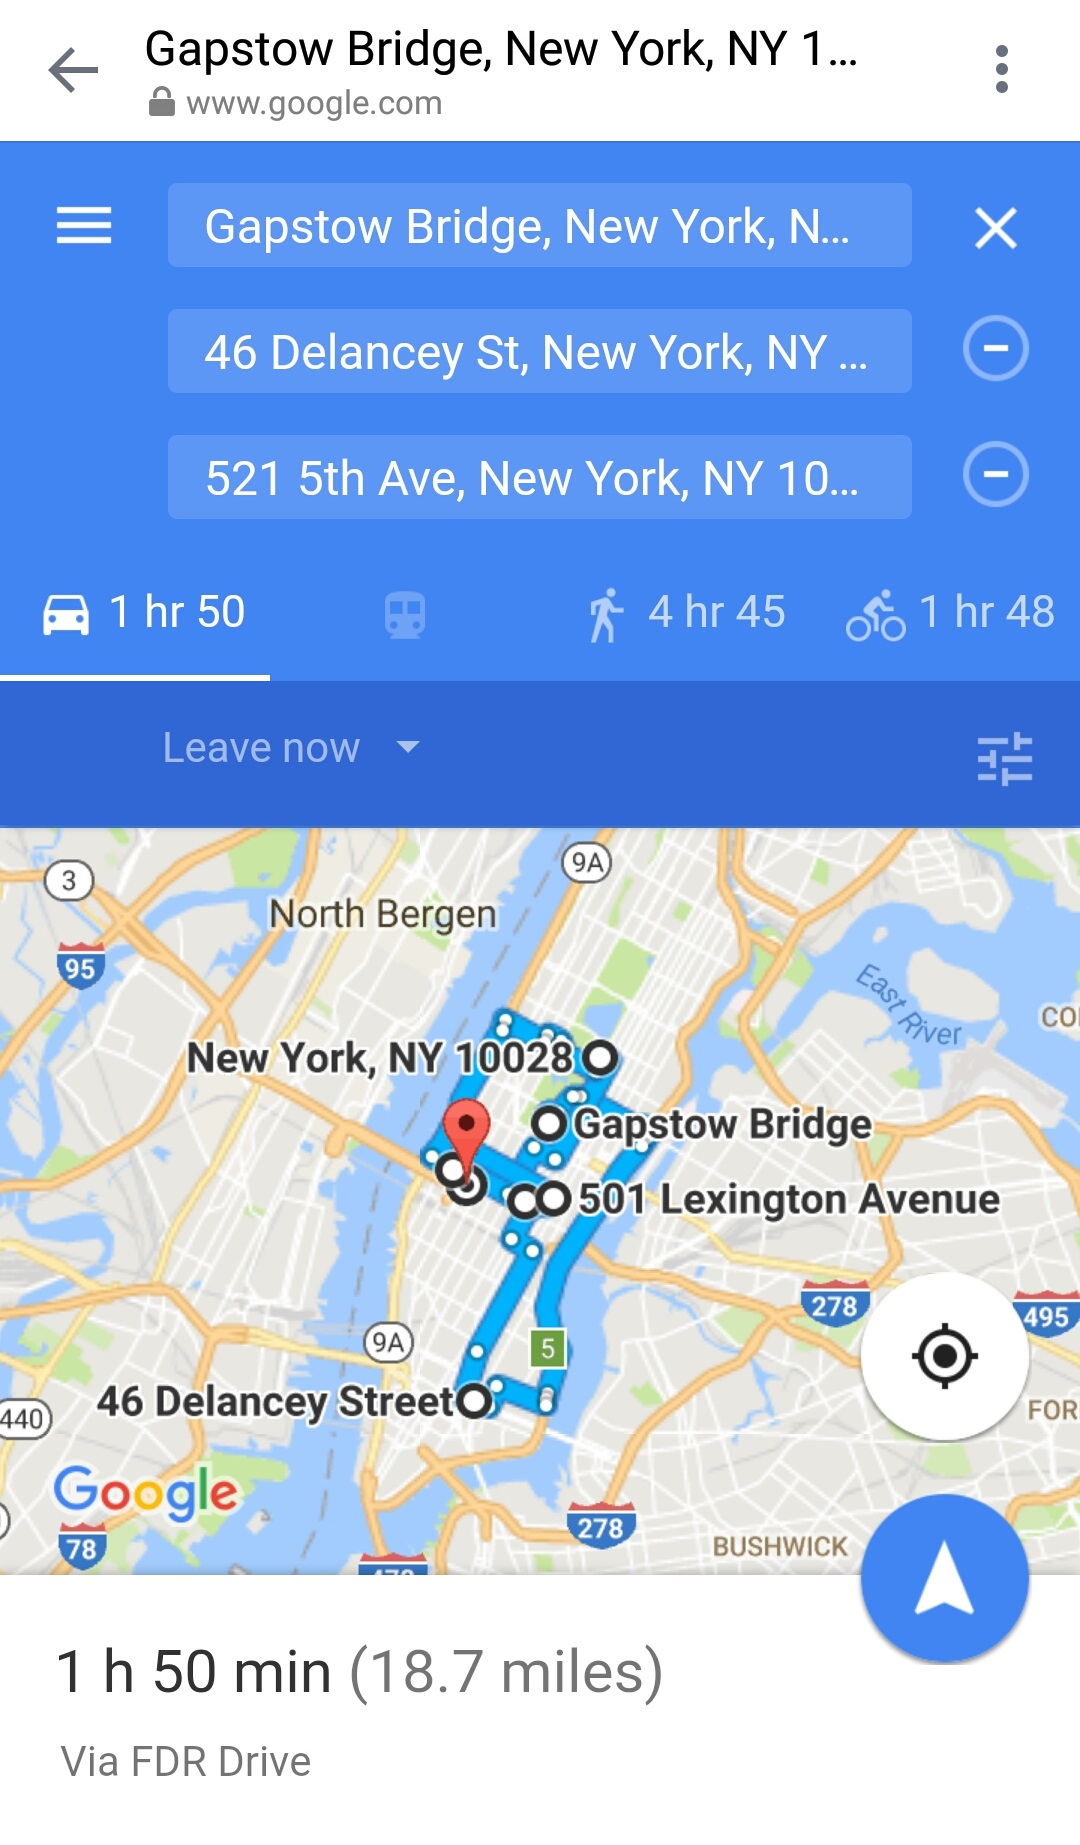 Gapstow Bridge, New York, NY 1...
www.google.com
Gapstow Bridge, New York, N...
46 Delancey St, New York, NY ...
521 5th Ave, New York, NY 10...
1 hr 50
4 hr 45
1 hr 48
Leave now
9A
3
North Bergen
95
East River
CO
New York, NY 10028
Gapstow Bridge
501 Lexington Avenue
278
495
9A
5
46 Delancey Street
440
FOR
Google
278
78
BUSHWICK
478
1 h 50 min (18.7 miles)
Via FDR Drive